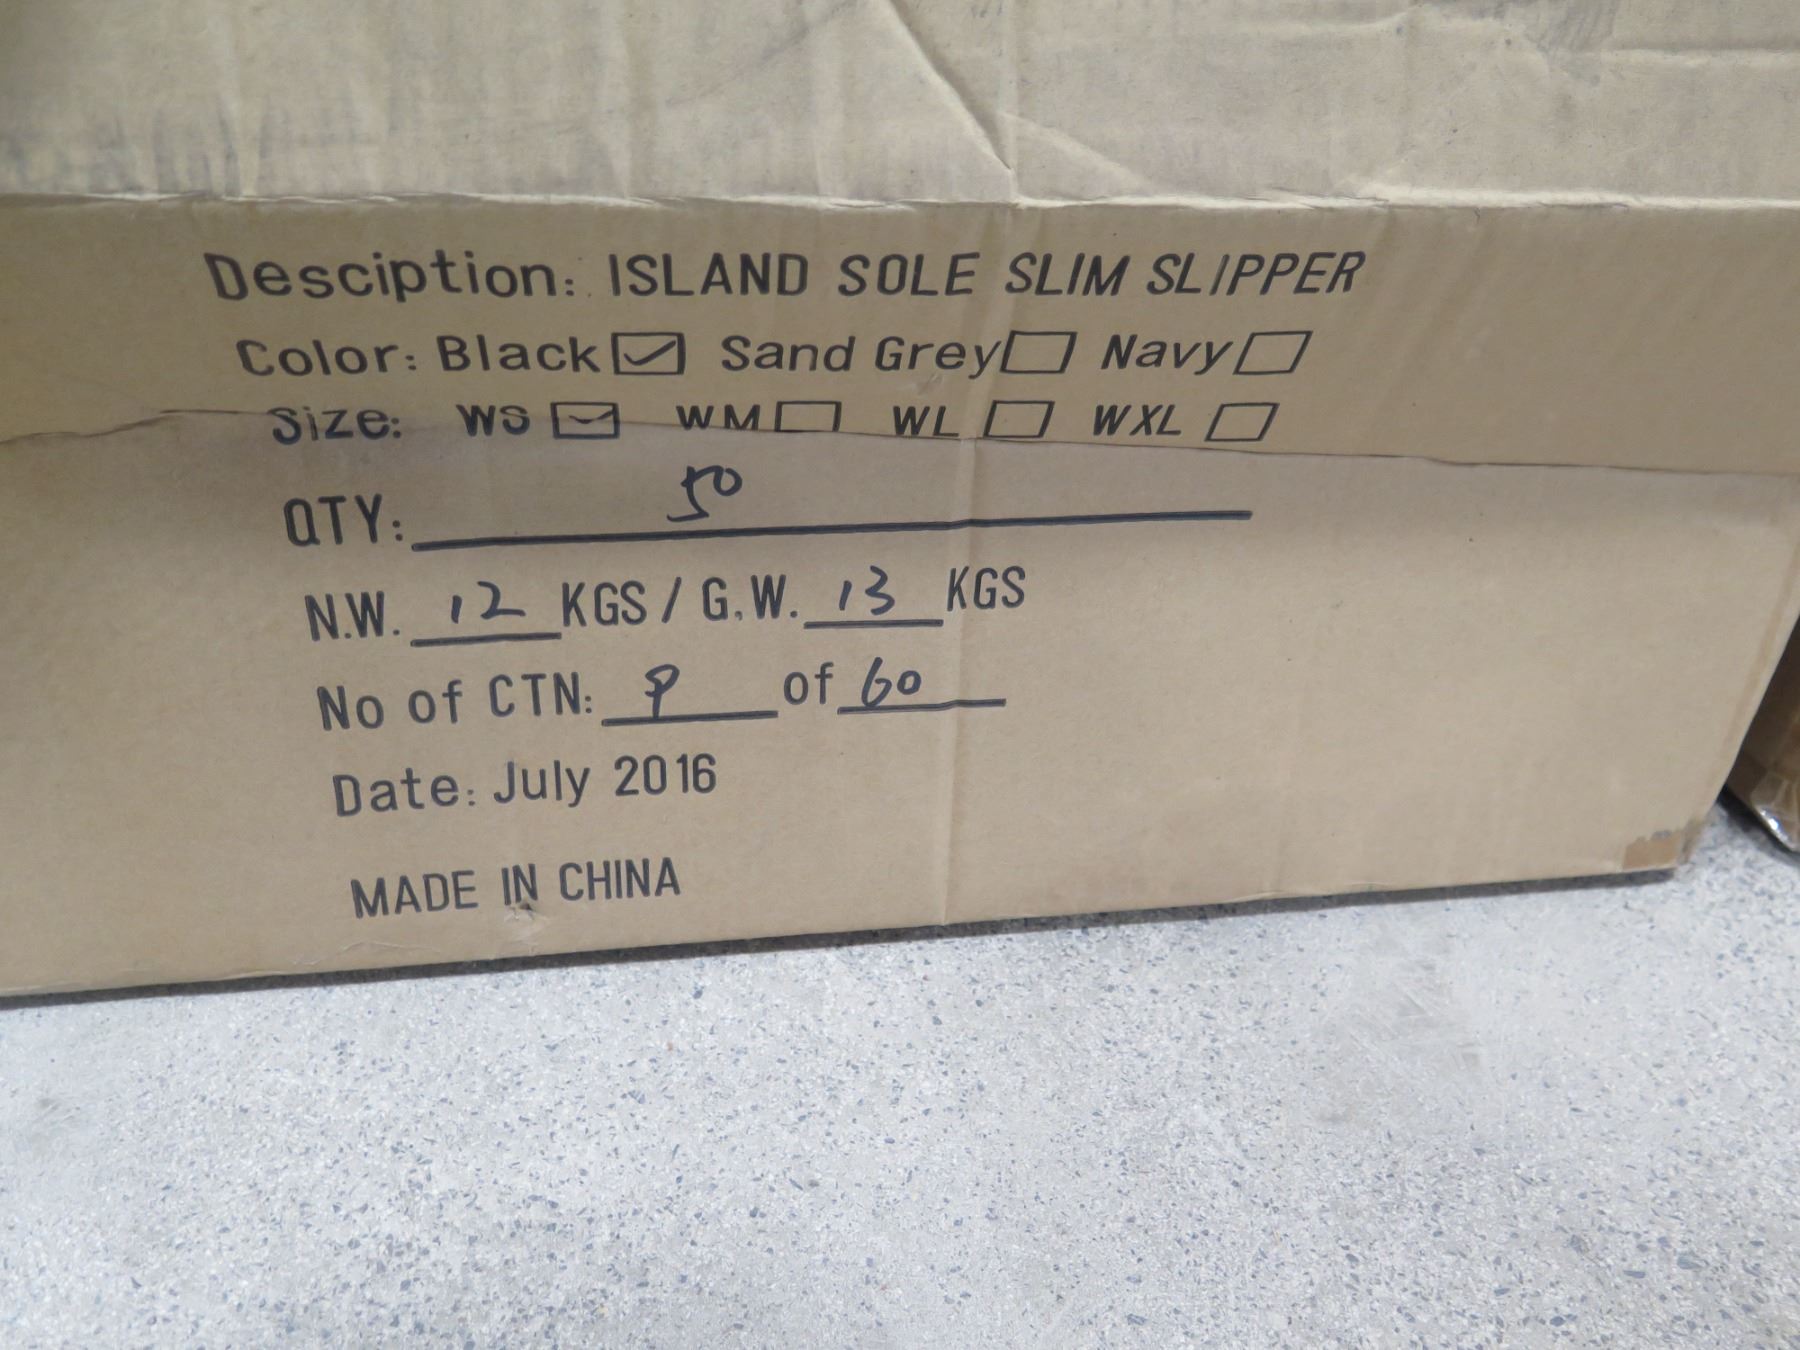 Desciption: ISLAND SOLE SLIM SLIPPER
Color: Black ☑ Sand Grey ☐ Navy ☐
Size: WS ☑ WM ☐ WL ☐ WXL ☐
QTY: 50
N.W. 12 KGS / G.W. 13 KGS
No of CTN: 9 of 60
Date: July 2016
MADE IN CHINA